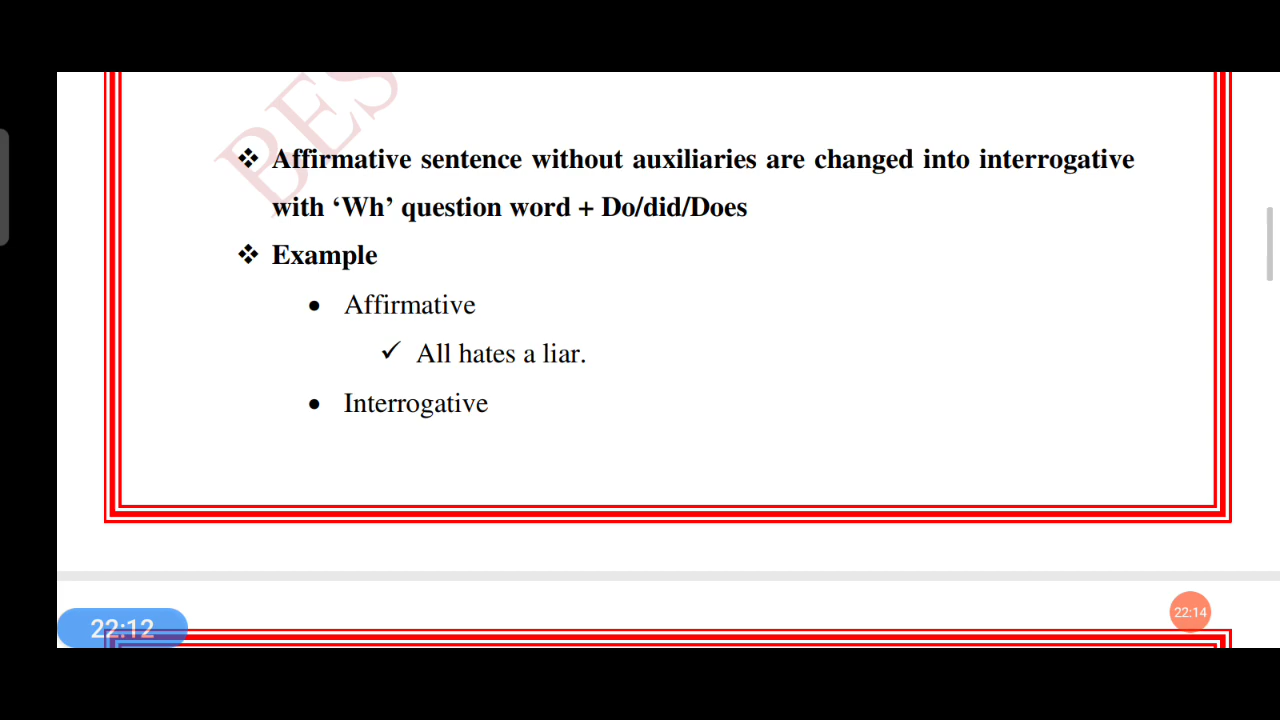 BES
❖ Affirmative sentence without auxiliaries are changed into interrogative
with ‘Wh’ question word + Do/did/Does
❖ Example
• Affirmative
✓ All hates a liar.
• Interrogative
22:14
22:12